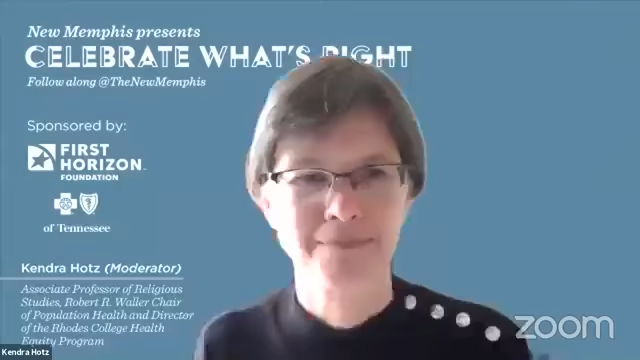 New Memphis presents
CELEBRATE WHAT'S RIGHT
Follow along @TheNewMemphis
Sponsored by:
FIRST
HORIZON
FOUNDATION
of Tennessee
Kendra Hotz (Moderator)
Associate Professor of Religious
Studies, Robert R. Waller Chair
of Population Health and Director
of the Rhodes College Health
Equity Program
Kendra Hotz
zoom